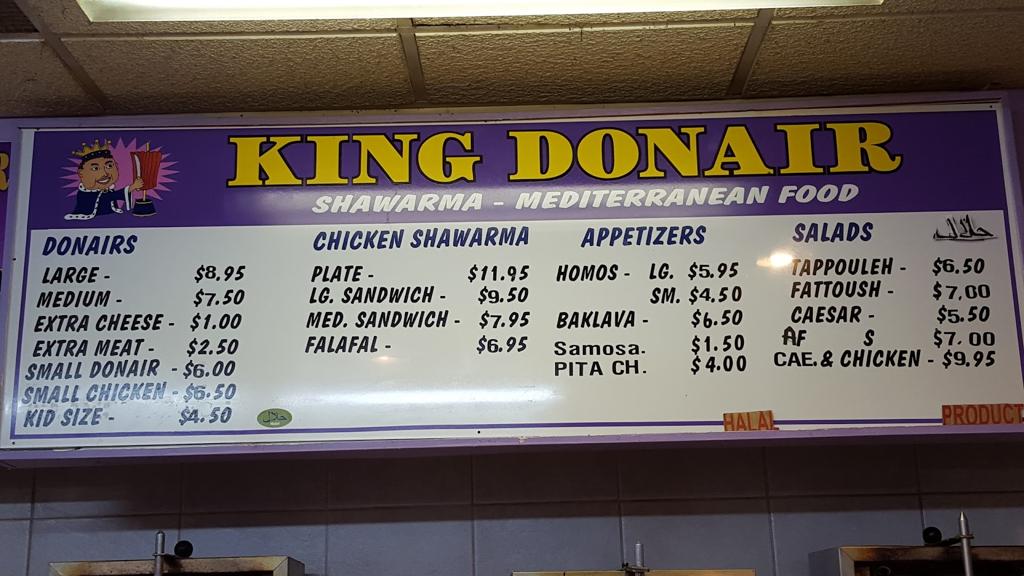 KING DONAIR
SHAWARMA - MEDITERRANEAN FOOD
DONAIRS
LARGE - $8.95
MEDIUM - $7.50
EXTRA CHEESE - $1.00
EXTRA MEAT - $2.50
SMALL DONAIR - $6.00
SMALL CHICKEN - $6.50
KID SIZE - $4.50
CHICKEN SHAWARMA
PLATE - $11.95
LG. SANDWICH - $9.50
MED. SANDWICH - $7.95
FALAFAL - $6.95
APPETIZERS
HOMOS - LG. $5.95
SM. $4.50
BAKLAVA - $6.50
Samosa. $1.50
PITA CH. $4.00
SALADS
حلال
TAPPOULEH - $6.50
FATTOUSH - $7.00
CAESAR - $5.50
AF S $7.00
CAE. & CHICKEN - $9.95
حلال
HALAL
PRODUCT